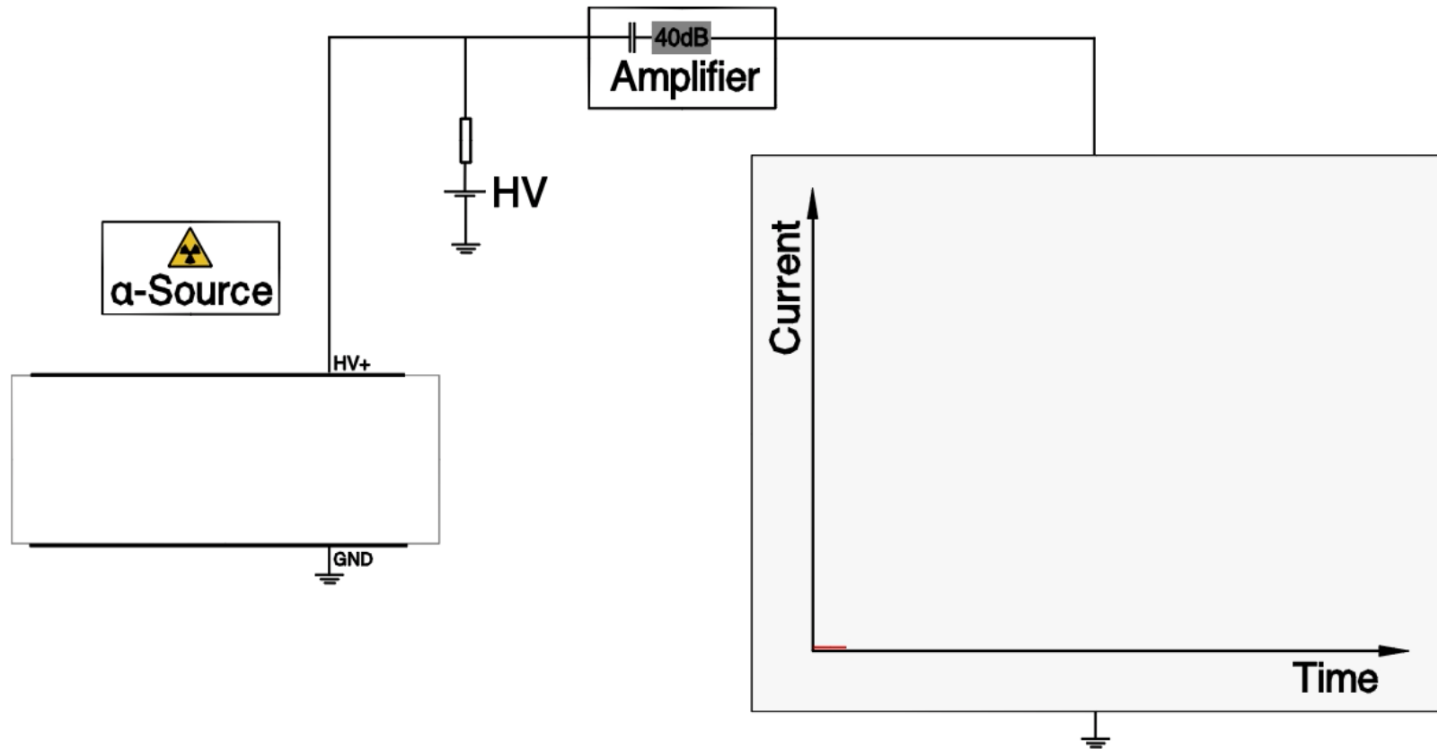 40dB
Amplifier
HV
α-Source
HV+
GND
Current
Time